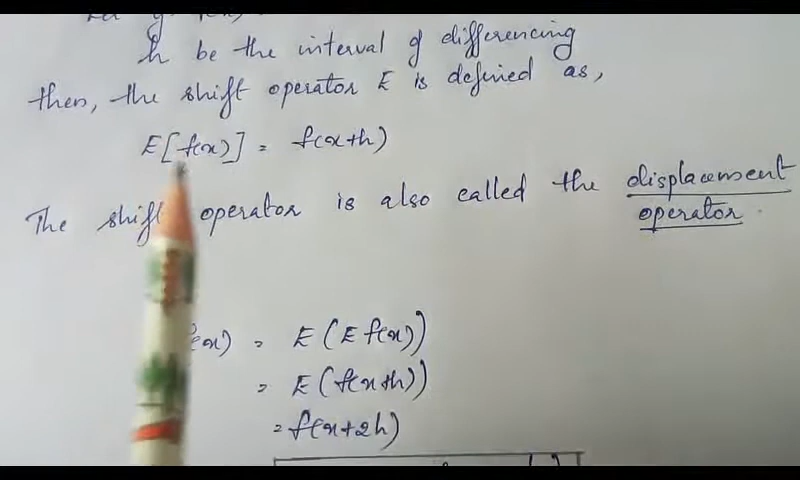 h be the interval of differencing
then, the shift operator E is defined as,
E[f(x)] = f(x+h)
The shift operator is also called the displacement
operator.
(x) = E(E f(x))
= E(f(x+h))
= f(x+2h)